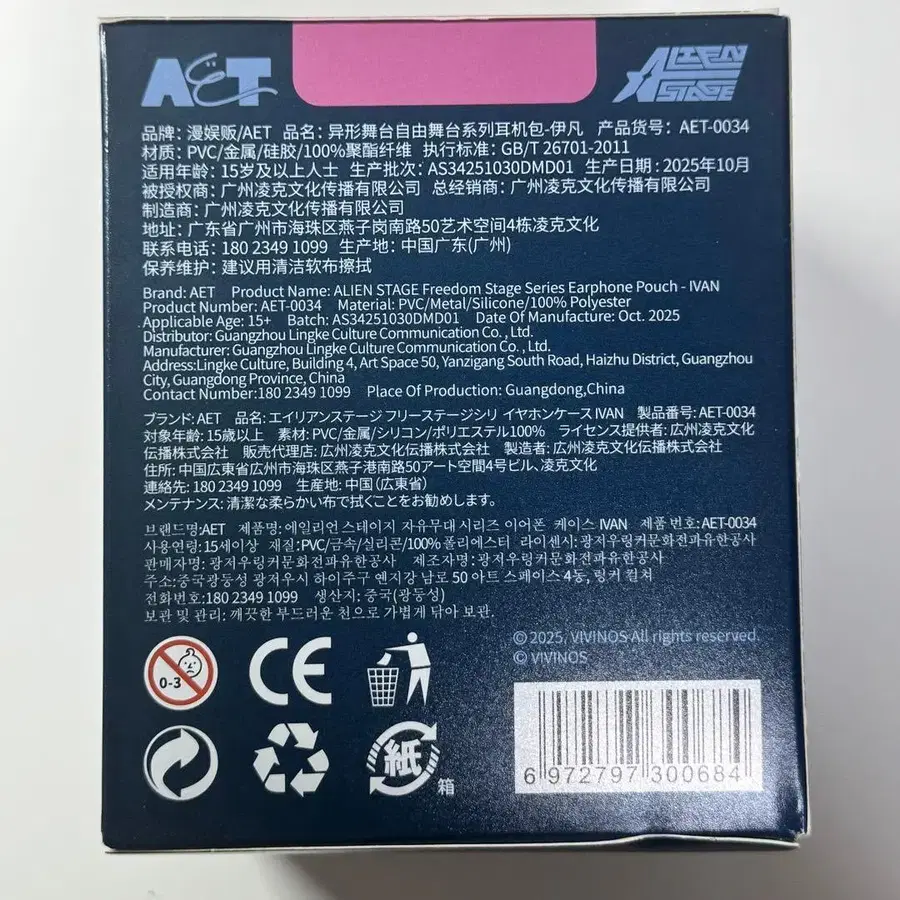 AET
ALIEN STAGE
品牌: 漫娱贩/AET 品名: 异形舞台自由舞台系列耳机包-伊凡 产品货号: AET-0034
材质: PVC/金属/硅胶/100%聚酯纤维 执行标准: GB/T 26701-2011
适用年龄: 15岁及以上人士 生产批次: AS34251030DMD01 生产日期: 2025年10月
被授权商: 广州凌克文化传播有限公司 总经销商: 广州凌克文化传播有限公司
制造商: 广州凌克文化传播有限公司
地址: 广东省广州市海珠区燕子岗南路50艺术空间4栋凌克文化
联系电话: 180 2349 1099 生产地: 中国广东(广州)
保养维护: 建议用清洁软布擦拭
Brand: AET Product Name: ALIEN STAGE Freedom Stage Series Earphone Pouch - IVAN
Product Number: AET-0034 Material: PVC/Metal/Silicone/100% Polyester
Applicable Age: 15+ Batch: AS34251030DMD01 Date Of Manufacture: Oct. 2025
Distributor: Guangzhou Lingke Culture Communication Co. , Ltd.
Manufacturer: Guangzhou Lingke Culture Communication Co. , Ltd.
Address:Lingke Culture, Building 4, Art Space 50, Yanzigang South Road, Haizhu District, Guangzhou
City, Guangdong Province, China
Contact Number:180 2349 1099 Place Of Production: Guangdong,China
ブランド: AET 品名: エイリアンステージ フリーステージシリ イヤホンケース IVAN 製品番号: AET-0034
対象年齢: 15歳以上 素材: PVC/金属/シリコン/ポリエステル100% ライセンス提供者: 広州凌克文化
伝播株式会社 販売代理店: 広州凌克文化伝播株式会社 製造者: 広州凌克文化伝播株式会社
住所: 中国広東省広州市海珠区燕子港南路50アート空間4号ビル、凌克文化
連絡先: 180 2349 1099 生産地: 中国(広東省)
メンテナンス: 清潔な柔らかい布で拭くことをお勧めします。
브랜드명:AET 제품명: 에일리언 스테이지 자유무대 시리즈 이어폰 케이스 IVAN 제품 번호: AET-0034
사용연령: 15세이상 재질:PVC/금속/실리콘/100% 폴리에스터 라이센시: 광저우링커문화전파유한공사
판매자명: 광저우링커문화전파유한공사 제조자명: 광저우링커문화전파유한공사
주소:중국광둥성 광저우시 하이주구 옌지강 남로 50 아트 스페이스 4동, 링커 컬쳐
전화번호:180 2349 1099 생산지: 중국(광둥성)
보관 및 관리: 깨끗한 부드러운 천으로 가볍게 닦아 보관.
© 2025. VIVINOS All rights reserved.
© VIVINOS
0-3
CE
紙
箱
6 972797 300684